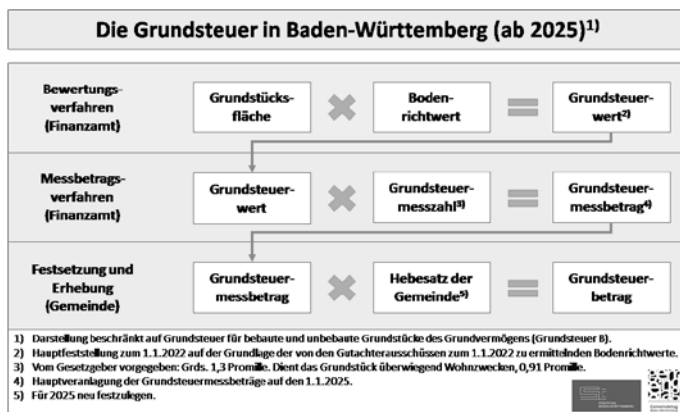 Die Grundsteuer in Baden-Württemberg (ab 2025)1)
Bewertungs-
verfahren
(Finanzamt)
Grundstücks-
fläche
Boden-
richtwert
Grundsteuer-
wert2)
Messbetrags-
verfahren
(Finanzamt)
Grundsteuer-
wert
Grundsteuer-
messzahl3)
Grundsteuer-
messbetrag4)
Festsetzung und
Erhebung
(Gemeinde)
Grundsteuer-
messbetrag
Hebesatz der
Gemeinde5)
Grundsteuer-
betrag
1) Darstellung beschränkt auf Grundsteuer für bebaute und unbebaute Grundstücke des Grundvermögens (Grundsteuer B).
2) Hauptfeststellung zum 1.1.2022 auf der Grundlage der von den Gutachterausschüssen zum 1.1.2022 zu ermittelnden Bodenrichtwerte.
3) Vom Gesetzgeber vorgegeben: Grds. 1,3 Promille. Dient das Grundstück überwiegend Wohnzwecken, 0,91 Promille.
4) Hauptveranlagung der Grundsteuermessbeträge auf den 1.1.2025.
5) Für 2025 neu festzulegen.
Gemeindetag